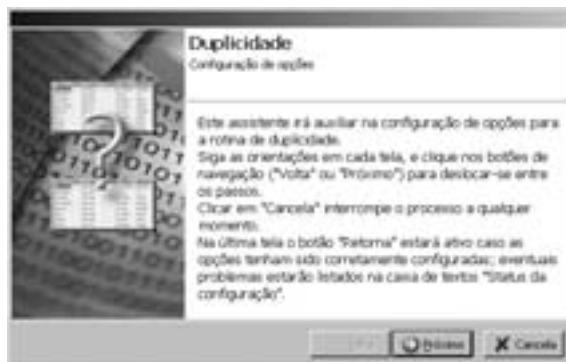 Duplicidade
Configuração de opções
Este assistente irá auxiliar na configuração de opções para
a rotina de duplicidade.
Siga as orientações em cada tela, e clique nos botões de
navegação ("Volta" ou "Próximo") para deslocar-se entre
os passos.
Clicar em "Cancela" interrompe o processo a qualquer
momento.
Na última tela o botão "Retorna" estará ativo caso as
opções tenham sido corretamente configuradas; eventuais
problemas estarão listados na caixa de textos "Status da
configuração".
Próximo Cancela